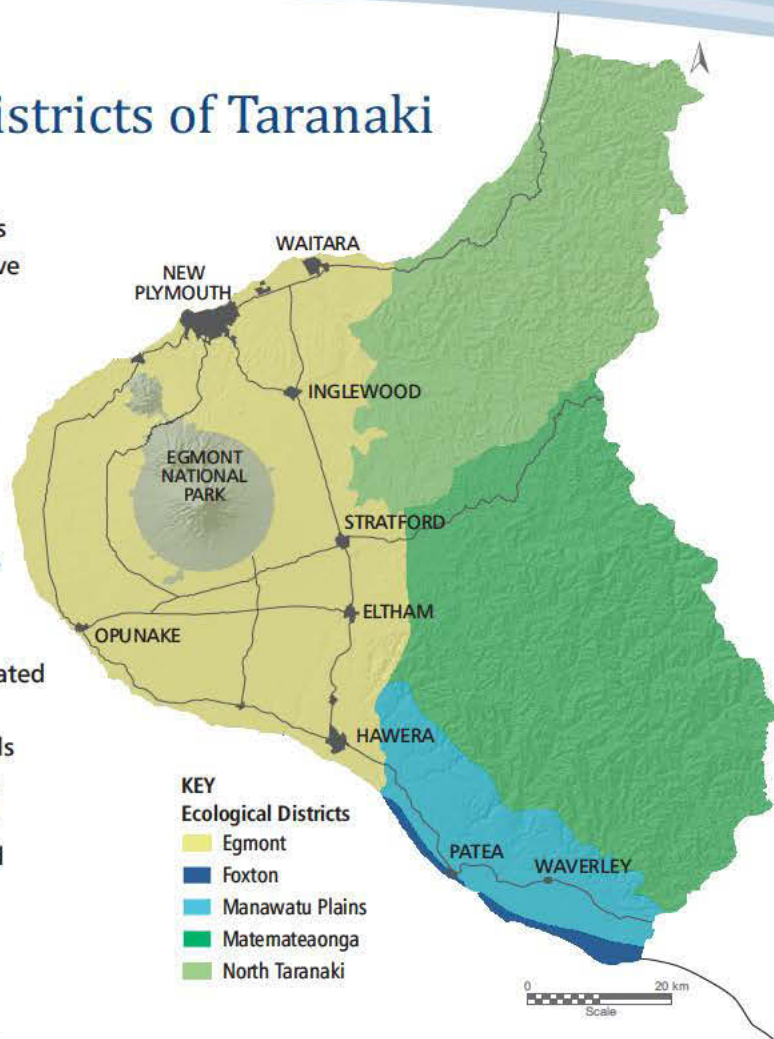 istricts of Taranaki
s
ve
ated
ls
l
WAITARA
NEW
PLYMOUTH
INGLEWOOD
EGMONT
NATIONAL
PARK
STRATFORD
ELTHAM
OPUNAKE
HAWERA
PATEA
WAVERLEY
KEY
Ecological Districts
Egmont
Foxton
Manawatu Plains
Matemateaonga
North Taranaki
0 20 km
Scale